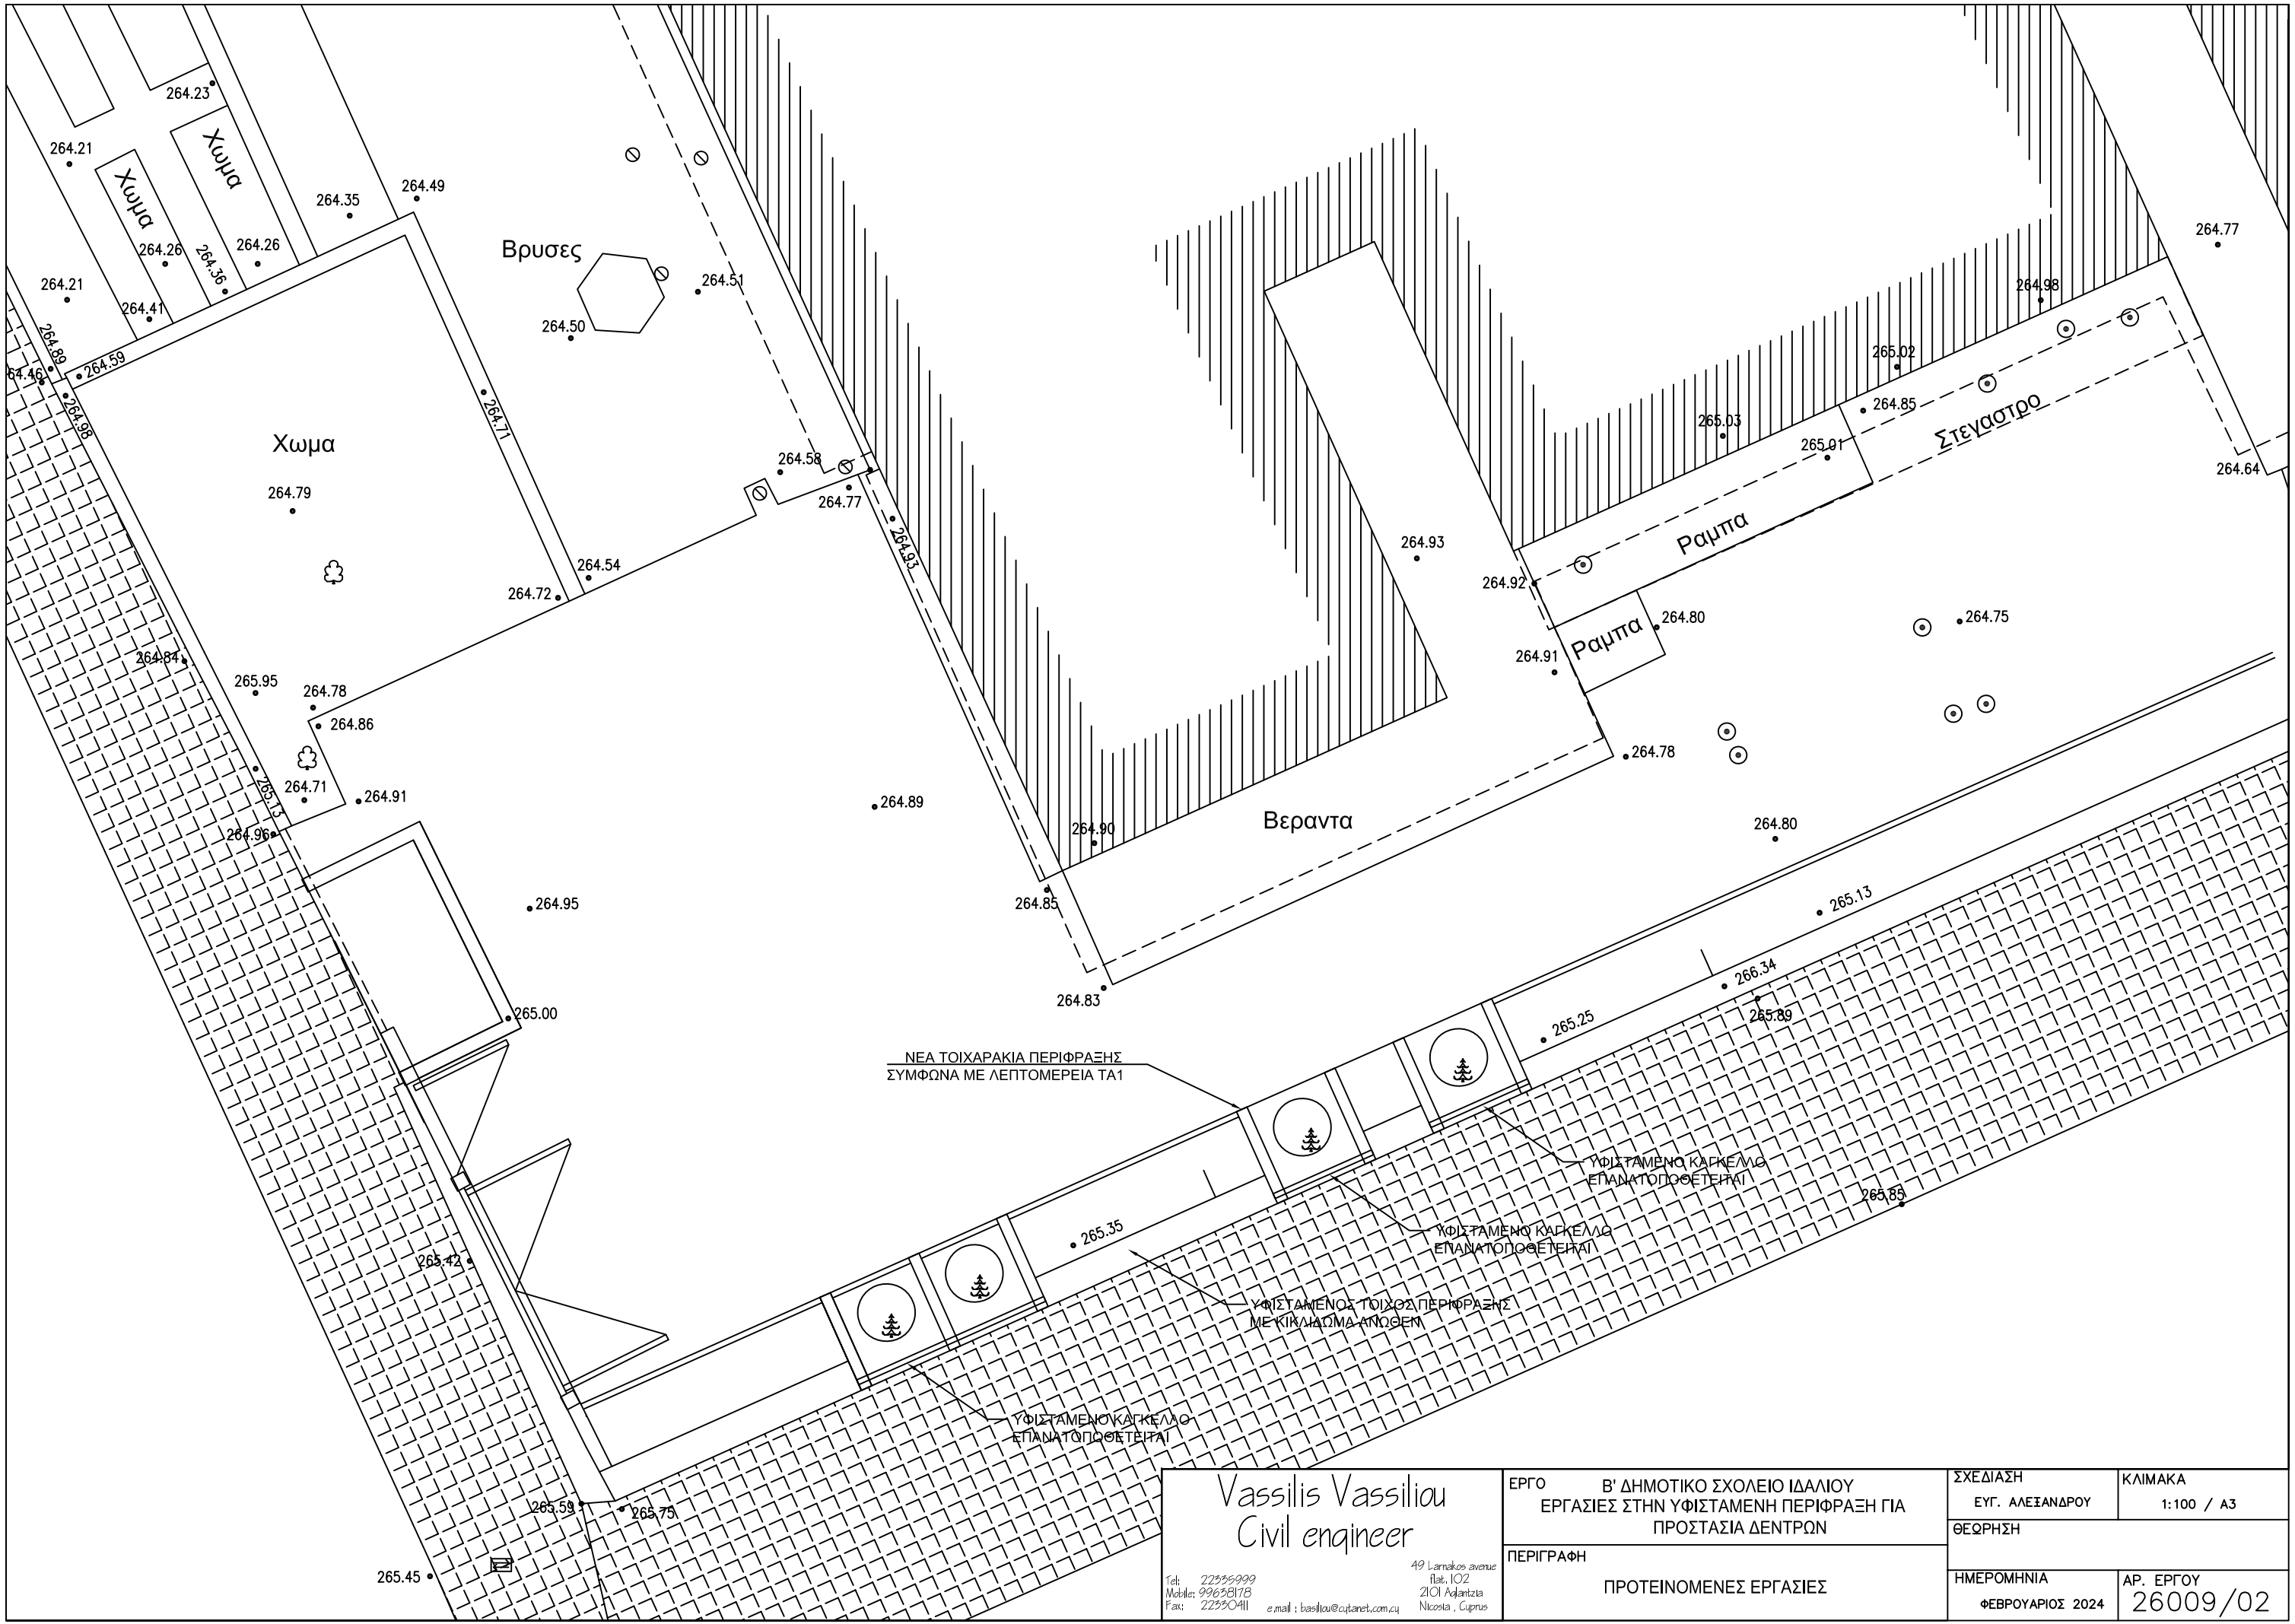 264.23
264.21
Χωμα
Χωμα
264.35
264.49
264.26
264.36
264.26
264.21
264.41
Βρυσες
264.51
264.50
264.77
264.98
264.89
264.59
64.46
264.98
264.71
265.02
264.85
Στεγαστρο
265.03
265.01
264.64
Χωμα
264.79
264.58
264.77
264.93
264.93
Ραμπα
264.54
264.72
264.92
264.80
264.75
Ραμπα
264.91
264.84
265.95
264.78
264.86
264.78
265.13
264.71
264.91
264.96
264.89
264.90
Βεραντα
264.80
264.95
264.85
265.13
264.83
266.34
265.89
265.00
265.25
ΝΕΑ ΤΟΙΧΑΡΑΚΙΑ ΠΕΡΙΦΡΑΞΗΣ
ΣΥΜΦΩΝΑ ΜΕ ΛΕΠΤΟΜΕΡΕΙΑ ΤΑ1
ΥΦΙΣΤΑΜΕΝΟ ΚΑΓΚΕΛΛΟ
ΕΠΑΝΑΤΟΠΟΘΕΤΕΙΤΑΙ
265.85
265.35
ΥΦΙΣΤΑΜΕΝΟ ΚΑΓΚΕΛΛΟ
ΕΠΑΝΑΤΟΠΟΘΕΤΕΙΤΑΙ
265.42
ΥΦΙΣΤΑΜΕΝΟΣ ΤΟΙΧΟΣ ΠΕΡΙΦΡΑΞΗΣ
ΜΕ ΚΙΚΛΙΔΩΜΑ ΑΝΩΘΕΝ
ΥΦΙΣΤΑΜΕΝΟ ΚΑΓΚΕΛΛΟ
ΕΠΑΝΑΤΟΠΟΘΕΤΕΙΤΑΙ
265.59
265.75
265.45
Vassilis Vassiliou
Civil engineer
Tel: 22335999
Mobile: 99638178
Fax: 22330411
e.mail : basiliou@cytanet.com.cy
49 Larnakos avenue
flat. 102
2101 Aglantzia
Nicosia , Cyprus
ΕΡΓΟ
Β' ΔΗΜΟΤΙΚΟ ΣΧΟΛΕΙΟ ΙΔΑΛΙΟΥ
ΕΡΓΑΣΙΕΣ ΣΤΗΝ ΥΦΙΣΤΑΜΕΝΗ ΠΕΡΙΦΡΑΞΗ ΓΙΑ
ΠΡΟΣΤΑΣΙΑ ΔΕΝΤΡΩΝ
ΠΕΡΙΓΡΑΦΗ
ΠΡΟΤΕΙΝΟΜΕΝΕΣ ΕΡΓΑΣΙΕΣ
ΣΧΕΔΙΑΣΗ
ΕΥΓ. ΑΛΕΞΑΝΔΡΟΥ
ΚΛΙΜΑΚΑ
1:100 / A3
ΘΕΩΡΗΣΗ
ΗΜΕΡΟΜΗΝΙΑ
ΦΕΒΡΟΥΑΡΙΟΣ 2024
ΑΡ. ΕΡΓΟΥ
26009/02